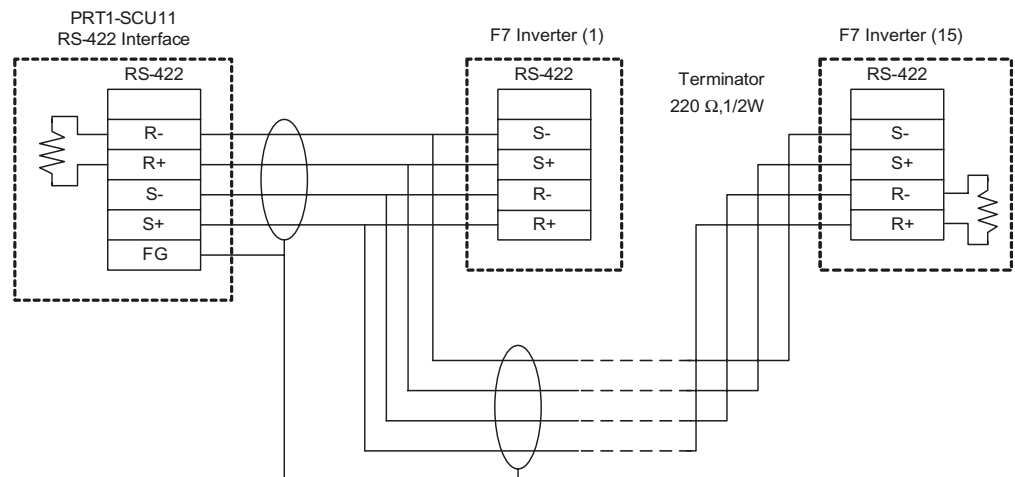 PRT1-SCU11
RS-422 Interface
RS-422
R-
R+
S-
S+
FG
F7 Inverter (1)
RS-422
S-
S+
R-
R+
Terminator
220 Ω,1/2W
F7 Inverter (15)
RS-422
S-
S+
R-
R+